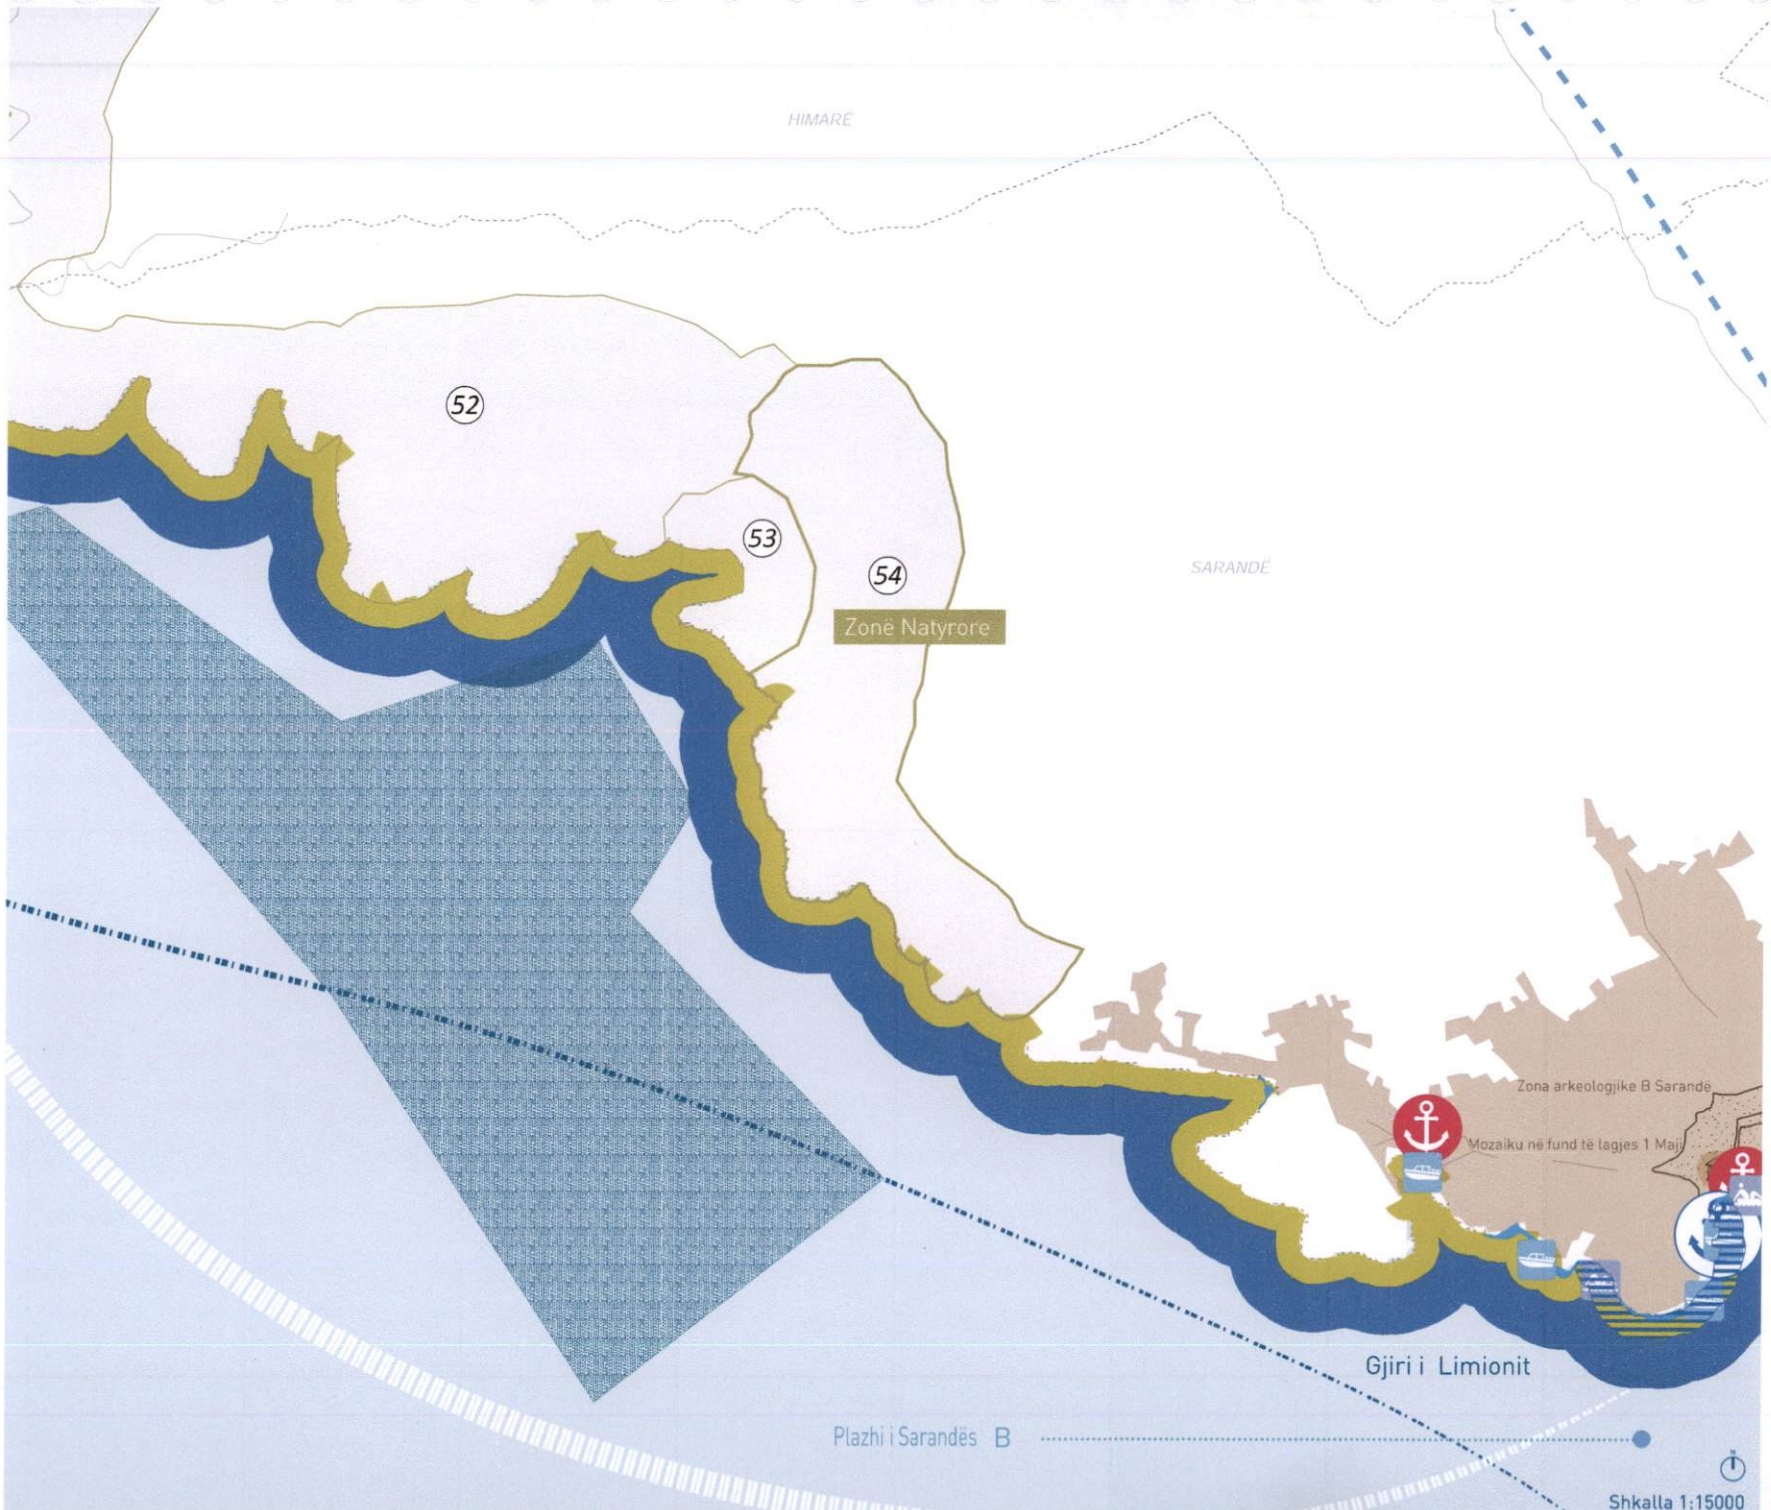 HIMARË
52
53
54
Zonë Natyrore
SARANDË
Zona arkeologjike B Sarandë
Mozaiku në fund të lagjes 1 Maji
Gjiri i Limionit
Plazhi i Sarandës B
N
Shkalla 1:15000